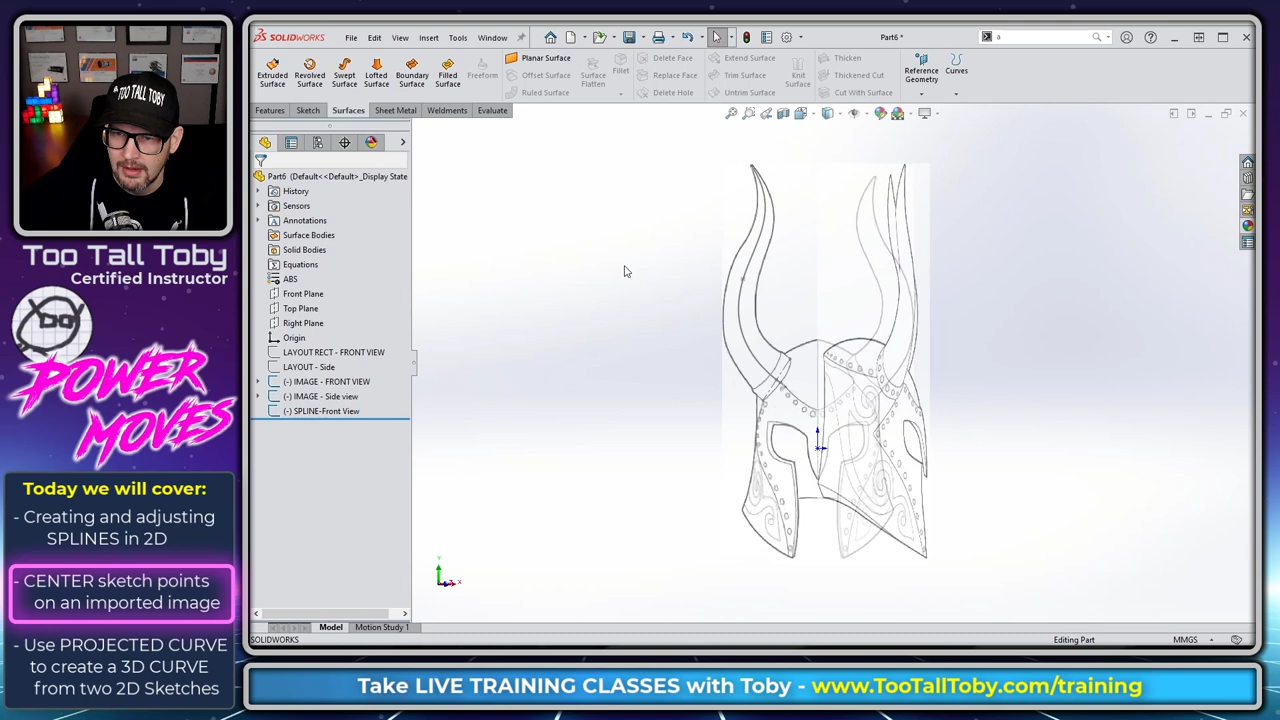 TOO TALL TOBY
Too Tall Toby
Certified Instructor
POWER
MOVES
Today we will cover:
- Creating and adjusting
SPLINES in 2D
- CENTER sketch points
on an imported image
- Use PROJECTED CURVE
to create a 3D CURVE
from two 2D Sketches
SOLIDWORKS
File Edit View Insert Tools Window
Part6 *
a
Extruded Surface
Revolved Surface
Swept Surface
Lofted Surface
Boundary Surface
Filled Surface
Freeform
Planar Surface
Offset Surface
Ruled Surface
Surface Flatten
Fillet
Delete Face
Replace Face
Delete Hole
Extend Surface
Trim Surface
Untrim Surface
Knit Surface
Thicken
Thickened Cut
Cut With Surface
Reference Geometry
Curves
Features Sketch Surfaces Sheet Metal Weldments Evaluate
Part6 (Default<<Default>_Display State
History
Sensors
Annotations
Surface Bodies
Solid Bodies
Equations
ABS
Front Plane
Top Plane
Right Plane
Origin
LAYOUT RECT - FRONT VIEW
LAYOUT - Side
(-) IMAGE - FRONT VIEW
(-) IMAGE - Side view
(-) SPLINE-Front View
Y
X
Model Motion Study 1
SOLIDWORKS
Editing Part
MMGS
Take LIVE TRAINING CLASSES with Toby - www.TooTallToby.com/training